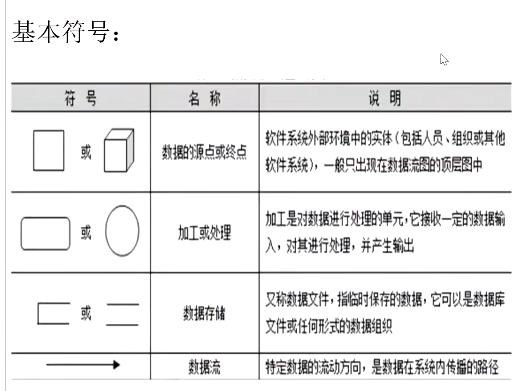 基本符号：
符 号 名 称 说 明
或 数据的源点或终点 软件系统外部环境中的实体（包括人员、组织或其他
软件系统），一般只出现在数据流图的顶层图中
或 加工或处理 加工是对数据进行处理的单元，它接收一定的数据输
入，对其进行处理，并产生输出
或 数据存储 又称数据文件，指临时保存的数据，它可以是数据库
文件或任何形式的数据组织
数据流 特定数据的流动方向，是数据在系统内传播的路径